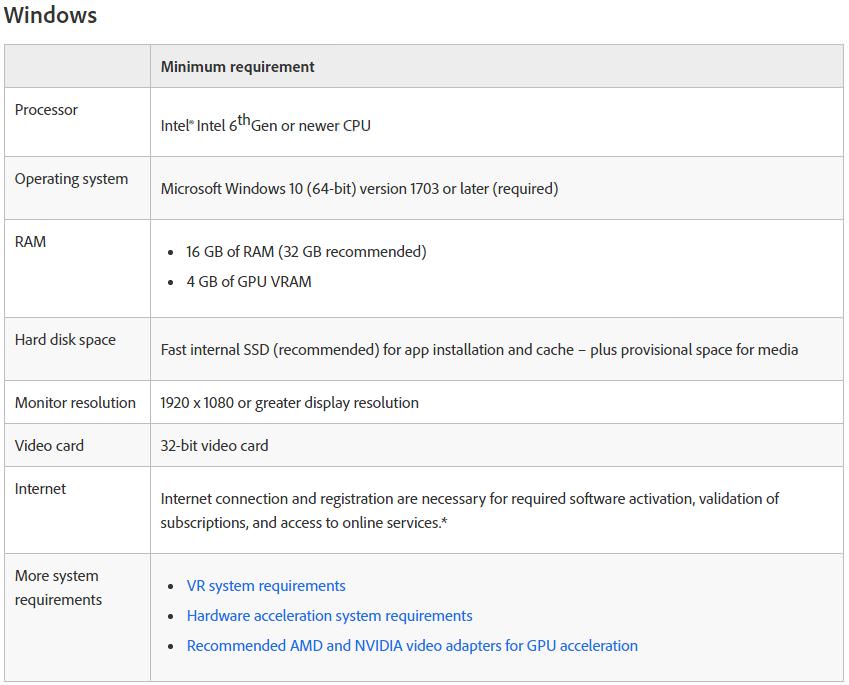 Windows
Minimum requirement
Processor
Intel® Intel 6thGen or newer CPU
Operating system
Microsoft Windows 10 (64-bit) version 1703 or later (required)
RAM
• 16 GB of RAM (32 GB recommended)
• 4 GB of GPU VRAM
Hard disk space
Fast internal SSD (recommended) for app installation and cache – plus provisional space for media
Monitor resolution
1920 x 1080 or greater display resolution
Video card
32-bit video card
Internet
Internet connection and registration are necessary for required software activation, validation of
subscriptions, and access to online services.*
More system
requirements
• VR system requirements
• Hardware acceleration system requirements
• Recommended AMD and NVIDIA video adapters for GPU acceleration